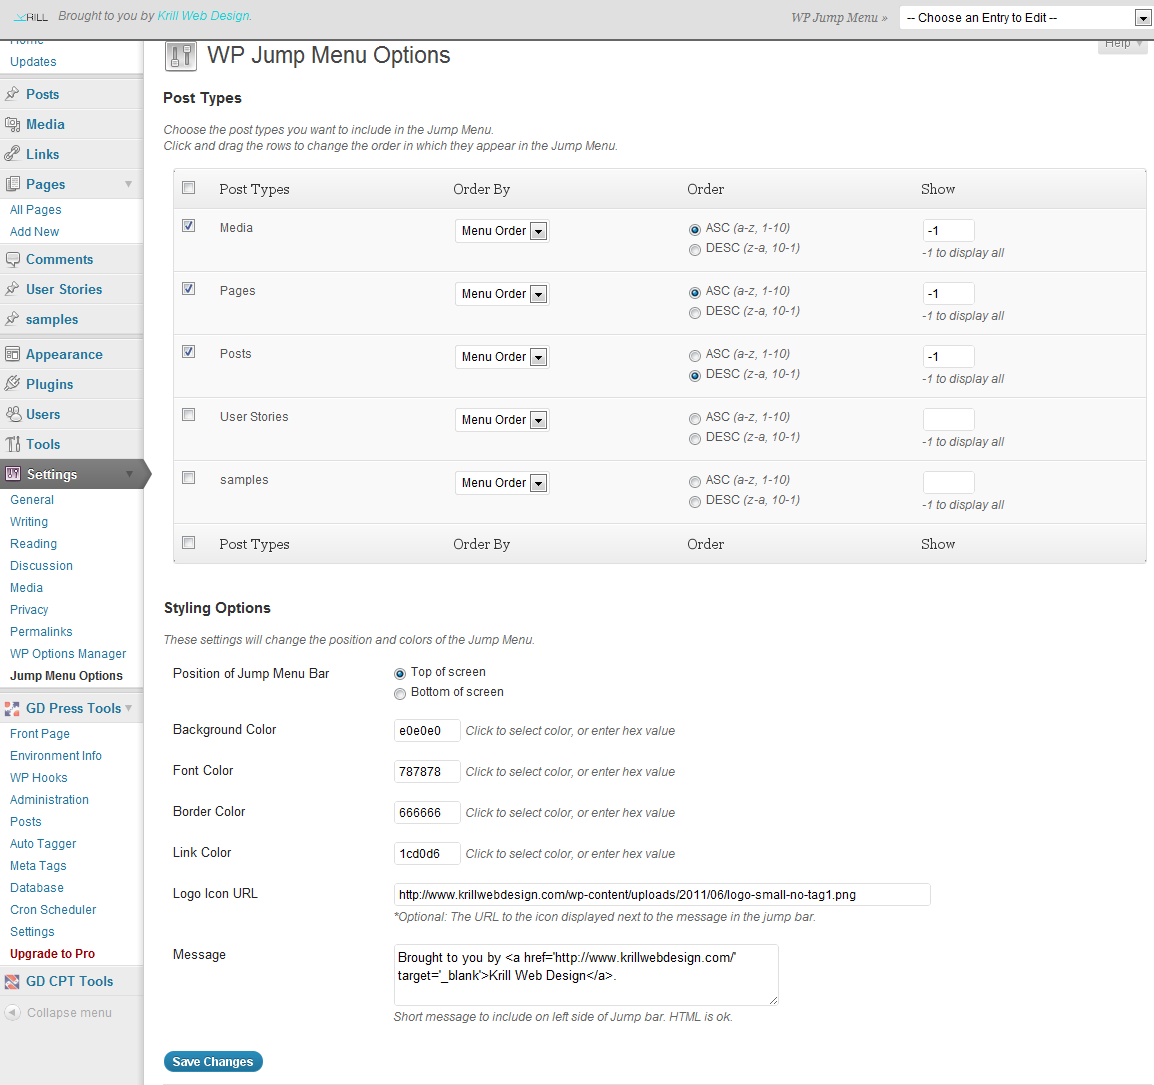 KRILL Brought to you by Krill Web Design.
WP Jump Menu » -- Choose an Entry to Edit --
Help
Home
Updates
Posts
Media
Links
Pages
All Pages
Add New
Comments
User Stories
samples
Appearance
Plugins
Users
Tools
Settings
General
Writing
Reading
Discussion
Media
Privacy
Permalinks
WP Options Manager
Jump Menu Options
GD Press Tools
Front Page
Environment Info
WP Hooks
Administration
Posts
Auto Tagger
Meta Tags
Database
Cron Scheduler
Settings
Upgrade to Pro
GD CPT Tools
Collapse menu
WP Jump Menu Options
Post Types
Choose the post types you want to include in the Jump Menu.
Click and drag the rows to change the order in which they appear in the Jump Menu.
Post Types Order By Order Show
Media Menu Order ASC (a-z, 1-10) -1
DESC (z-a, 10-1) -1 to display all
Pages Menu Order ASC (a-z, 1-10) -1
DESC (z-a, 10-1) -1 to display all
Posts Menu Order ASC (a-z, 1-10) -1
DESC (z-a, 10-1) -1 to display all
User Stories Menu Order ASC (a-z, 1-10)
DESC (z-a, 10-1) -1 to display all
samples Menu Order ASC (a-z, 1-10)
DESC (z-a, 10-1) -1 to display all
Post Types Order By Order Show
Styling Options
These settings will change the position and colors of the Jump Menu.
Position of Jump Menu Bar Top of screen
Bottom of screen
Background Color e0e0e0 Click to select color, or enter hex value
Font Color 787878 Click to select color, or enter hex value
Border Color 666666 Click to select color, or enter hex value
Link Color 1cd0d6 Click to select color, or enter hex value
Logo Icon URL http://www.krillwebdesign.com/wp-content/uploads/2011/06/logo-small-no-tag1.png
*Optional: The URL to the icon displayed next to the message in the jump bar.
Message Brought to you by <a href='http://www.krillwebdesign.com/'
target='_blank'>Krill Web Design</a>.
Short message to include on left side of Jump bar. HTML is ok.
Save Changes